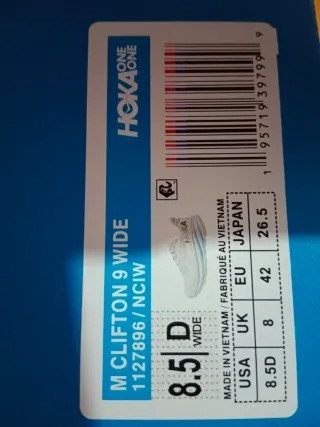 HOKA ONE ONE
M CLIFTON 9 WIDE
1127896 / NCIW
8.5 D
WIDE
1 95719 39799 9
MADE IN VIETNAM / FABRIQUÉ AU VIETNAM
USA UK EU JAPAN
8.5D 8 42 26.5